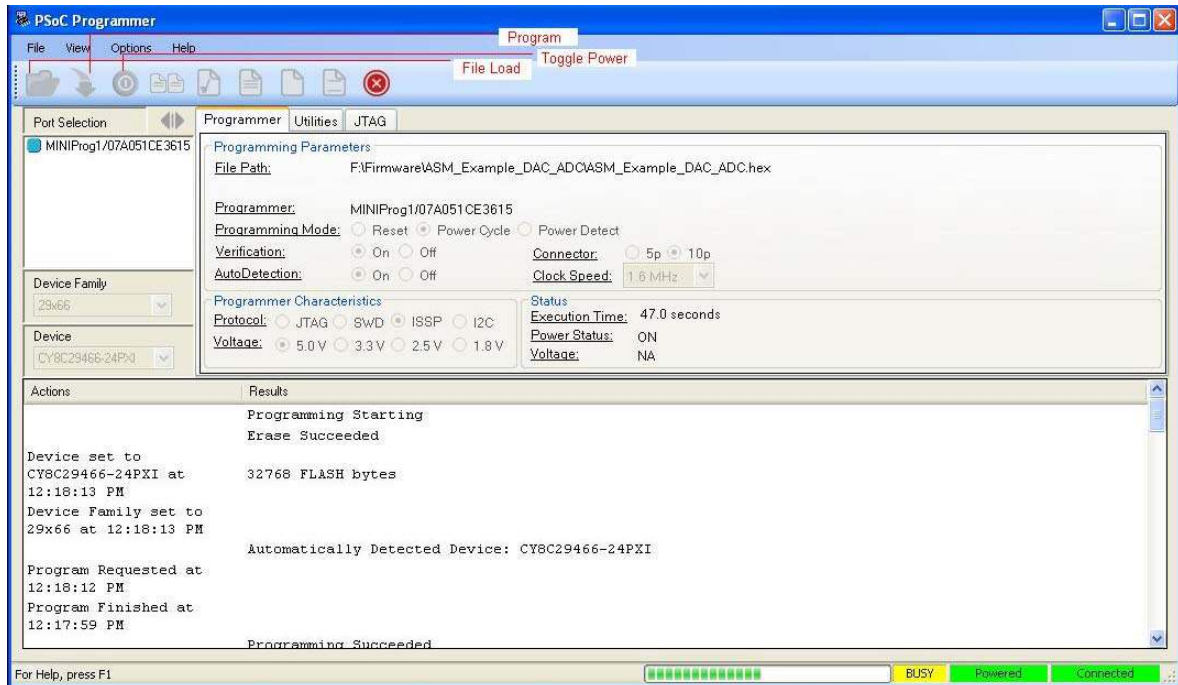 PSoC Programmer
File View Options Help
Program
Toggle Power
File Load
Port Selection
Programmer Utilities JTAG
MINIProg1/07A051CE3615
Programming Parameters
File Path: F:\Firmware\ASM_Example_DAC_ADC\ASM_Example_DAC_ADC.hex
Programmer: MINIProg1/07A051CE3615
Programming Mode: Reset Power Cycle Power Detect
Verification: On Off Connector: 5p 10p
AutoDetection: On Off Clock Speed: 1.6 MHz
Device Family
29x66
Device
CY8C29466-24PXI
Programmer Characteristics
Protocol: JTAG SWD ISSP I2C
Voltage: 5.0 V 3.3 V 2.5 V 1.8 V
Status
Execution Time: 47.0 seconds
Power Status: ON
Voltage: NA
Actions Results
Programming Starting
Erase Succeeded
Device set to
CY8C29466-24PXI at 32768 FLASH bytes
12:18:13 PM
Device Family set to
29x66 at 12:18:13 PM
Automatically Detected Device: CY8C29466-24PXI
Program Requested at
12:18:12 PM
Program Finished at
12:17:59 PM
Programming Succeeded
For Help, press F1 BUSY Powered Connected